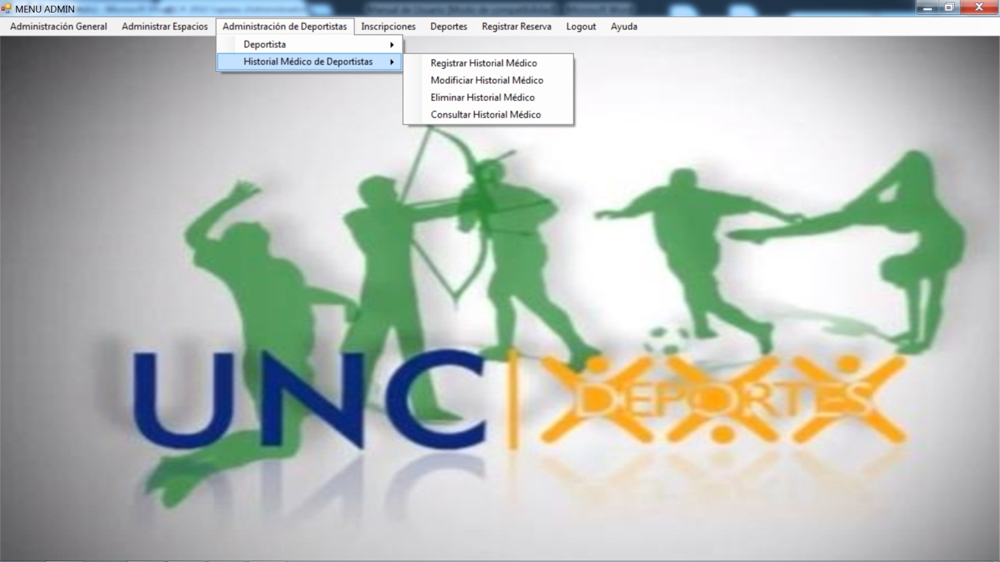 MENU ADMIN
Administración General Administrar Espacios Administración de Deportistas Inscripciones Deportes Registrar Reserva Logout Ayuda
Deportista
Historial Médico de Deportistas
Registrar Historial Médico
Modificiar Historial Médico
Eliminar Historial Médico
Consultar Historial Médico
UNC DEPORTES